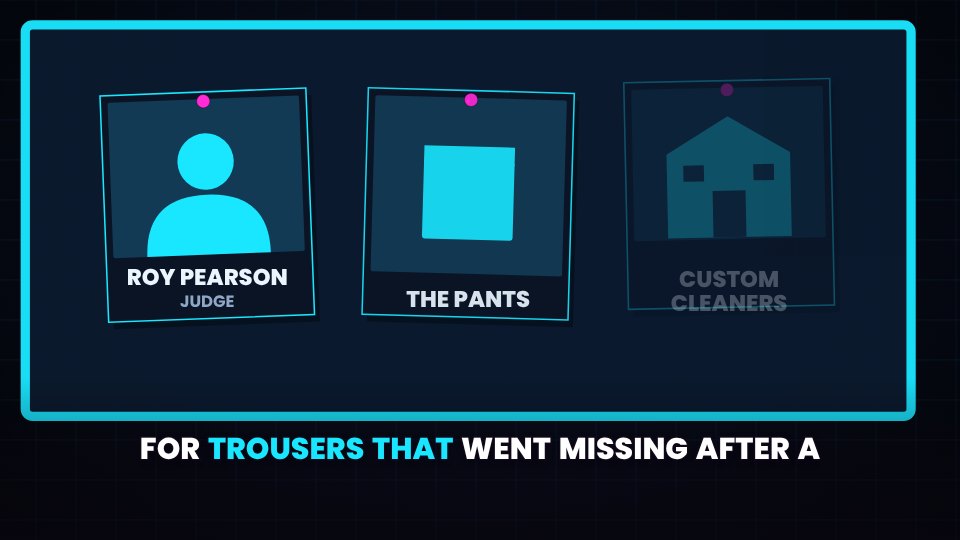 ROY PEARSON
JUDGE
THE PANTS
CUSTOM
CLEANERS
FOR TROUSERS THAT WENT MISSING AFTER A